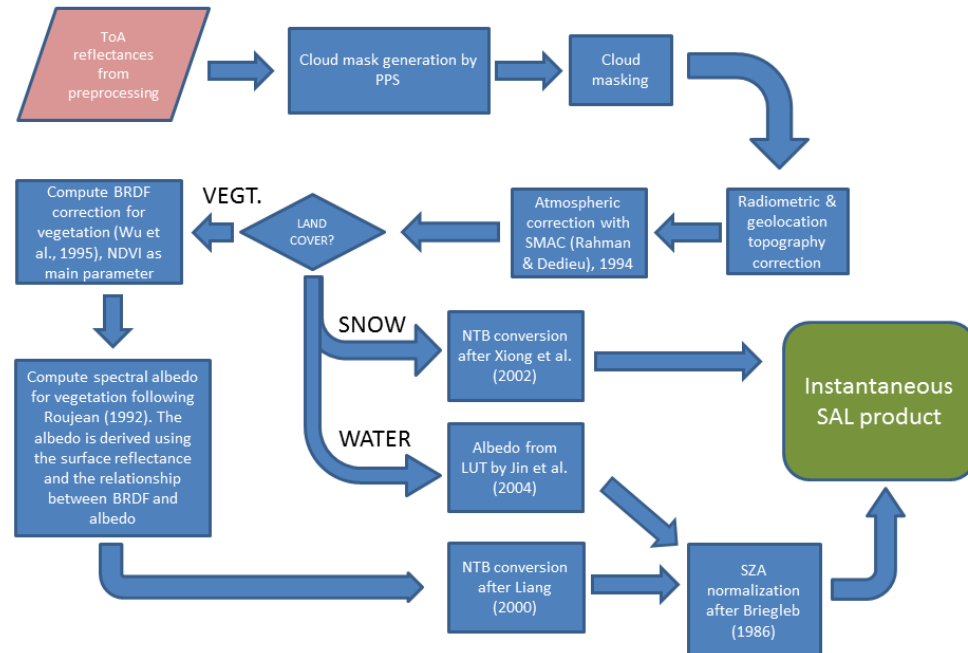 ToA
reflectances
from
preprocessing
Cloud mask generation by
PPS
Cloud
masking
Radiometric &
geolocation
topography
correction
Atmospheric
correction with
SMAC (Rahman
& Dedieu), 1994
LAND
COVER?
VEGT.
Compute BRDF
correction for
vegetation (Wu
et al., 1995), NDVI as
main parameter
Compute spectral albedo
for vegetation following
Roujean (1992). The
albedo is derived using
the surface reflectance
and the relationship
between BRDF and
albedo
SNOW
NTB conversion
after Xiong et al.
(2002)
WATER
Albedo from
LUT by Jin et al.
(2004)
NTB conversion
after Liang
(2000)
SZA
normalization
after Briegleb
(1986)
Instantaneous
SAL product